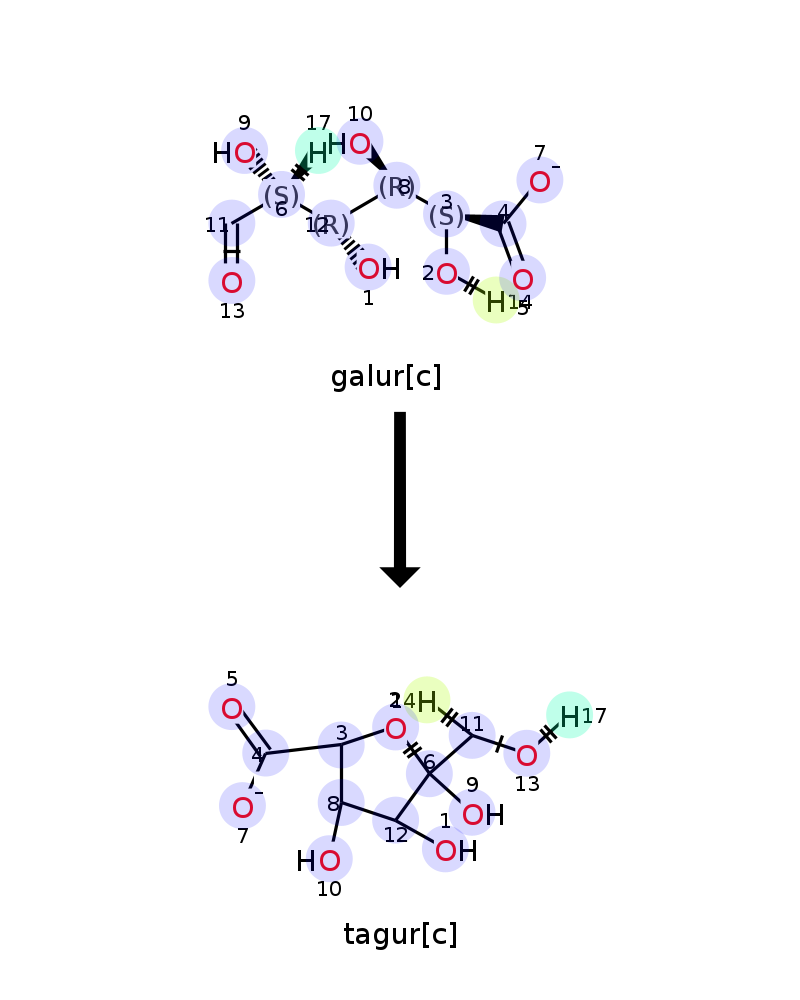 10
9 17
HO H HO 7
O-
(S) (R) 8 3
6 (S) 4
11 12 (R)
O OH 2 O H 14 O
13 1 5
galur[c]
5 2 14 H
O O 11 H 17
3
4 6 O
O- 9 13
7 8 1 OH
12
HO OH
10
tagur[c]